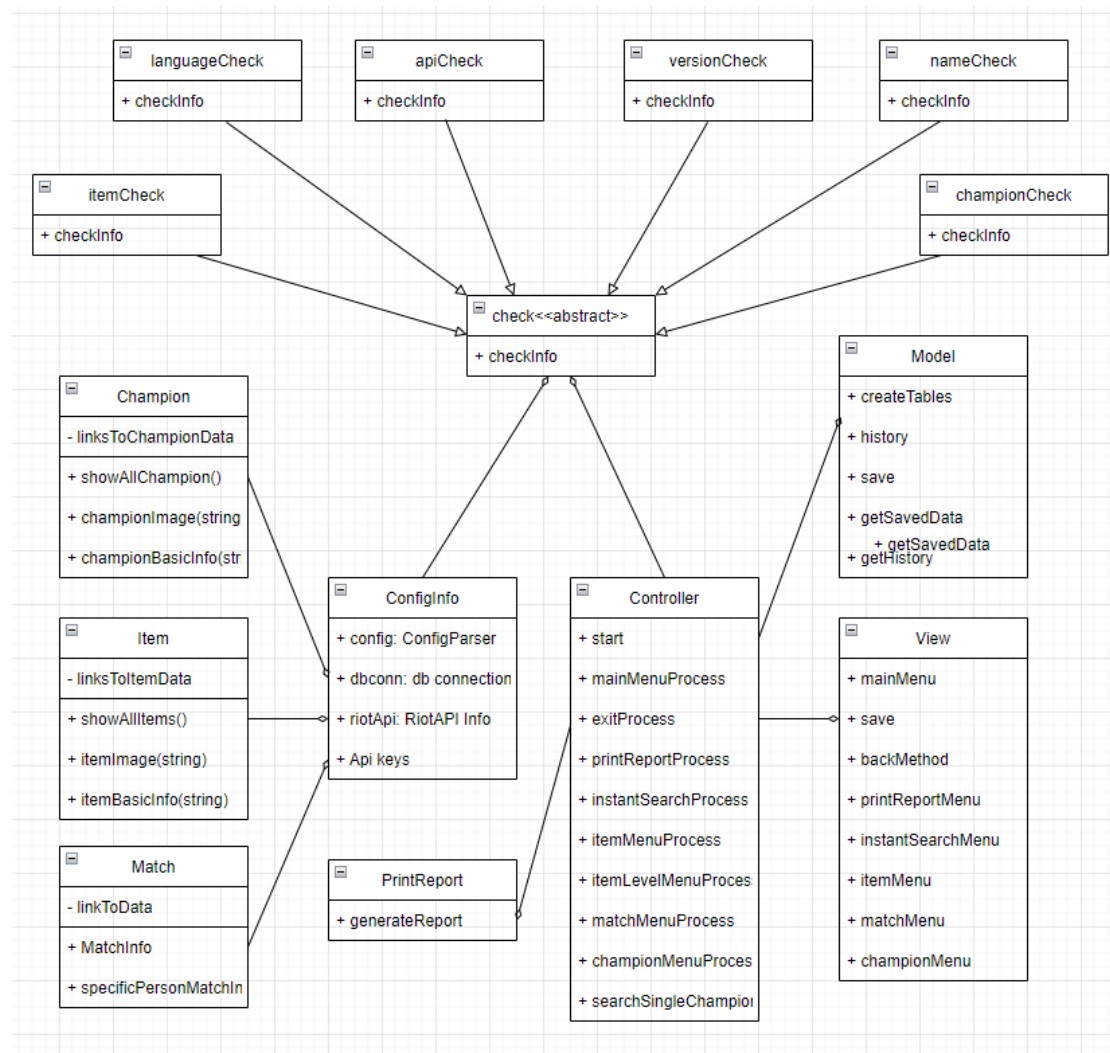 languageCheck
+ checkInfo
apiCheck
+ checkInfo
versionCheck
+ checkInfo
nameCheck
+ checkInfo
itemCheck
+ checkInfo
championCheck
+ checkInfo
check<<abstract>>
+ checkInfo
Model
+ createTables
+ history
+ save
+ getSavedData
+ getSavedData
+ getHistory
Champion
- linksToChampionData
+ showAllChampion()
+ championImage(string
+ championBasicInfo(str
ConfigInfo
+ config: ConfigParser
+ dbconn: db connection
+ riotApi: RiotAPI Info
+ Api keys
Controller
+ start
+ mainMenuProcess
+ exitProcess
+ printReportProcess
+ instantSearchProcess
+ itemMenuProcess
+ itemLevelMenuProces
+ matchMenuProcess
+ championMenuProces
+ searchSingleChampion
Item
- linksToItemData
+ showAllItems()
+ itemImage(string)
+ itemBasicInfo(string)
View
+ mainMenu
+ save
+ backMethod
+ printReportMenu
+ instantSearchMenu
+ itemMenu
+ matchMenu
+ championMenu
Match
- linkToData
+ MatchInfo
+ specificPersonMatchIn
PrintReport
+ generateReport